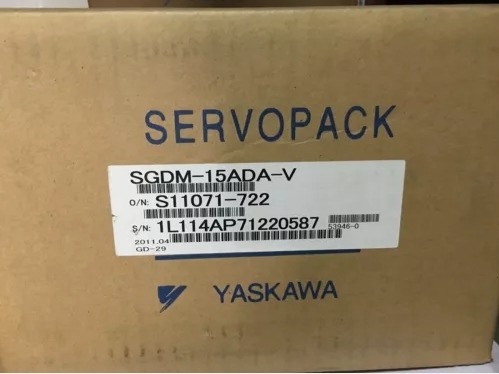 SERVOPACK
SGDM-15ADA-V
O/N: S11071-722
S/N: 1L114AP71220587 53946-0
2011.04
GD-29
YASKAWA